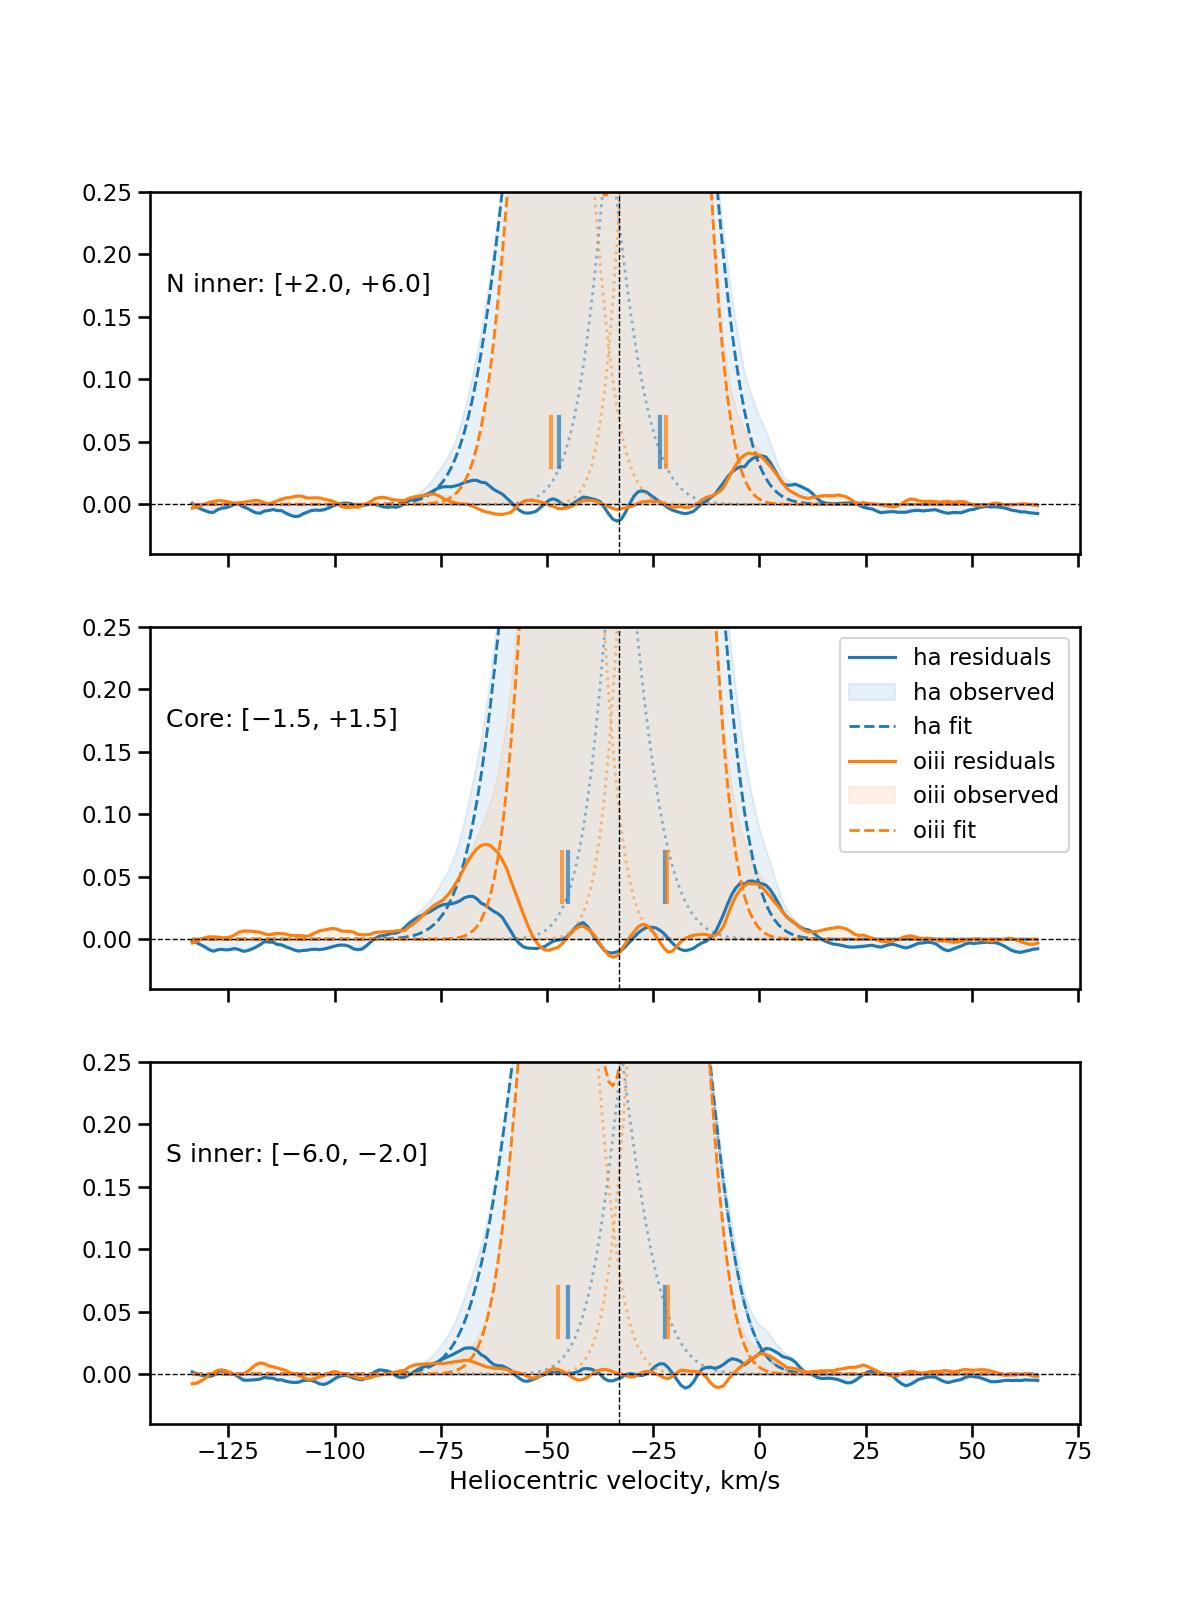 0.25
0.20
0.15
0.10
0.05
0.00
N inner: [+2.0, +6.0]
0.25
0.20
0.15
0.10
0.05
0.00
Core: [−1.5, +1.5]
ha residuals
ha observed
ha fit
oiii residuals
oiii observed
oiii fit
0.25
0.20
0.15
0.10
0.05
0.00
S inner: [−6.0, −2.0]
−125 −100 −75 −50 −25 0 25 50 75
Heliocentric velocity, km/s